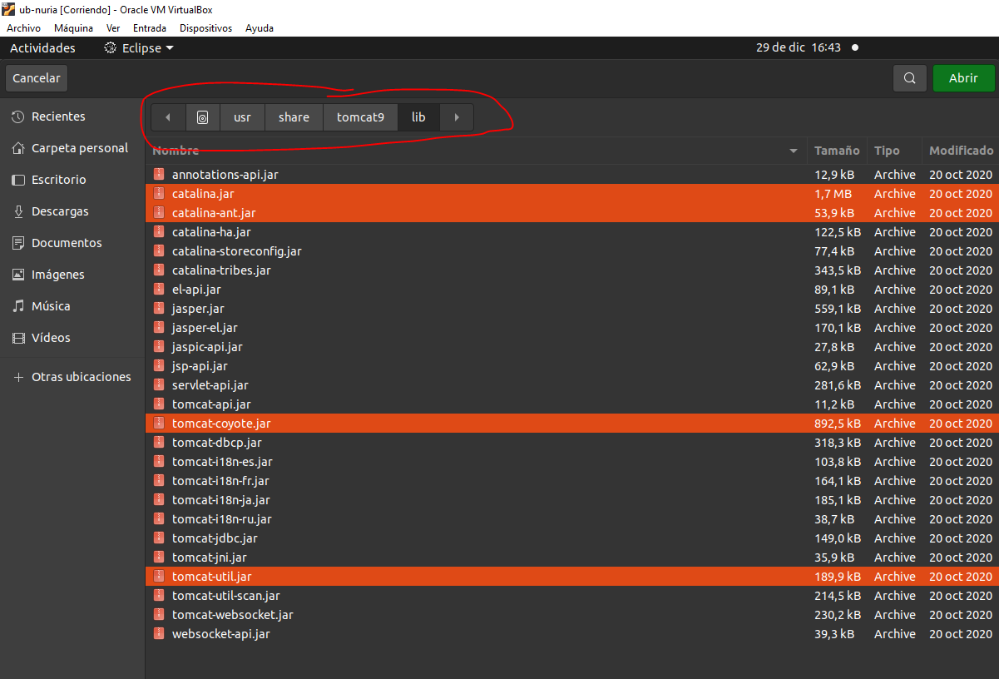 ub-nuria [Corriendo] - Oracle VM VirtualBox
Archivo Máquina Ver Entrada Dispositivos Ayuda
Actividades Eclipse 29 de dic 16:43
Cancelar Abrir
usr share tomcat9 lib
Recientes
Carpeta personal
Escritorio
Descargas
Documentos
Imágenes
Música
Vídeos
Otras ubicaciones
Nombre Tamaño Tipo Modificado
annotations-api.jar 12,9 kB Archive 20 oct 2020
catalina.jar 1,7 MB Archive 20 oct 2020
catalina-ant.jar 53,9 kB Archive 20 oct 2020
catalina-ha.jar 122,5 kB Archive 20 oct 2020
catalina-storeconfig.jar 77,4 kB Archive 20 oct 2020
catalina-tribes.jar 343,5 kB Archive 20 oct 2020
el-api.jar 89,1 kB Archive 20 oct 2020
jasper.jar 559,1 kB Archive 20 oct 2020
jasper-el.jar 170,1 kB Archive 20 oct 2020
jaspic-api.jar 27,8 kB Archive 20 oct 2020
jsp-api.jar 62,9 kB Archive 20 oct 2020
servlet-api.jar 281,6 kB Archive 20 oct 2020
tomcat-api.jar 11,2 kB Archive 20 oct 2020
tomcat-coyote.jar 892,5 kB Archive 20 oct 2020
tomcat-dbcp.jar 318,3 kB Archive 20 oct 2020
tomcat-i18n-es.jar 103,8 kB Archive 20 oct 2020
tomcat-i18n-fr.jar 164,1 kB Archive 20 oct 2020
tomcat-i18n-ja.jar 185,1 kB Archive 20 oct 2020
tomcat-i18n-ru.jar 38,7 kB Archive 20 oct 2020
tomcat-jdbc.jar 149,0 kB Archive 20 oct 2020
tomcat-jni.jar 35,9 kB Archive 20 oct 2020
tomcat-util.jar 189,9 kB Archive 20 oct 2020
tomcat-util-scan.jar 214,5 kB Archive 20 oct 2020
tomcat-websocket.jar 230,2 kB Archive 20 oct 2020
websocket-api.jar 39,3 kB Archive 20 oct 2020